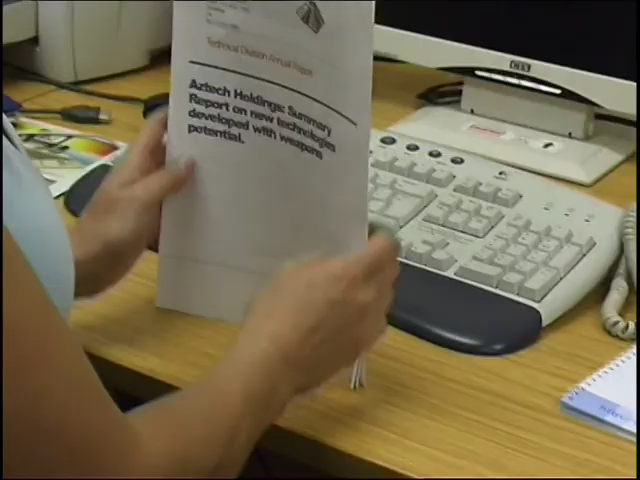 Technical Division Annual Report
Aztech Holdings: Summary
Report on new technologies
developed with weapons
potential.